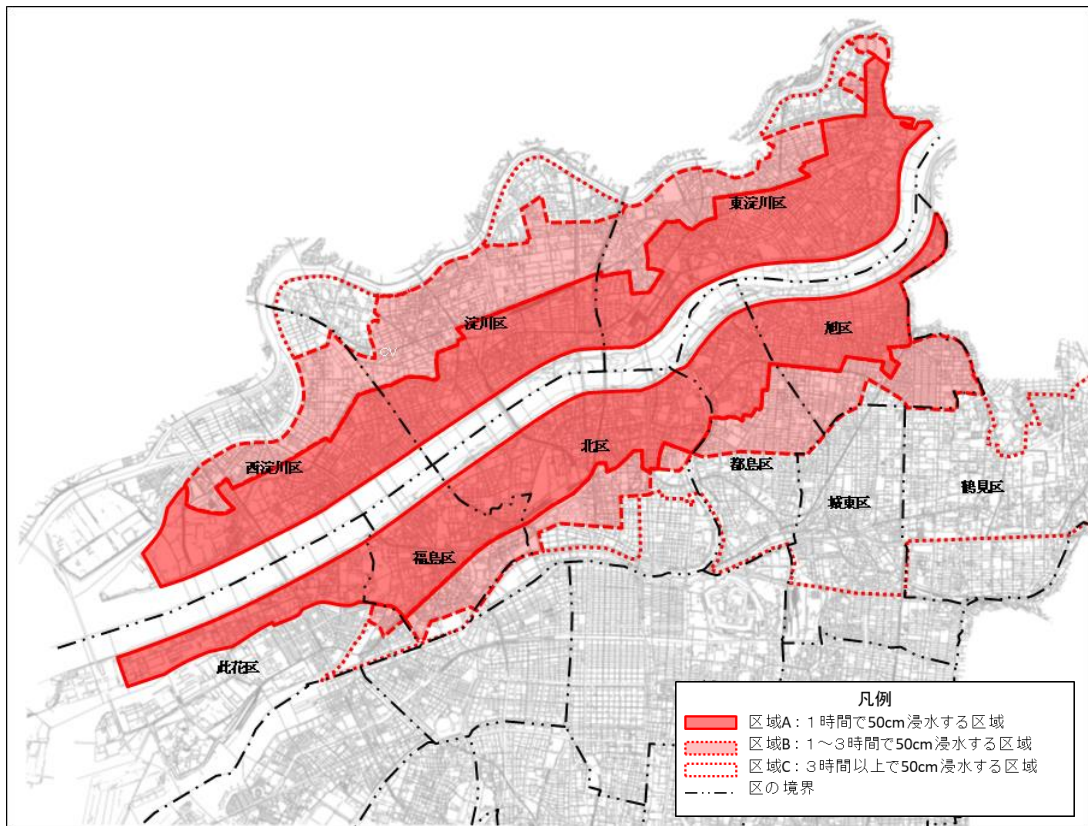 東淀川区
淀川区
旭区
北区
西淀川区
都島区
鶴見区
城東区
福島区
此花区
凡例
区域A：１時間で50cm浸水する区域
区域B：１～３時間で50cm浸水する区域
区域C：３時間以上で50cm浸水する区域
区の境界